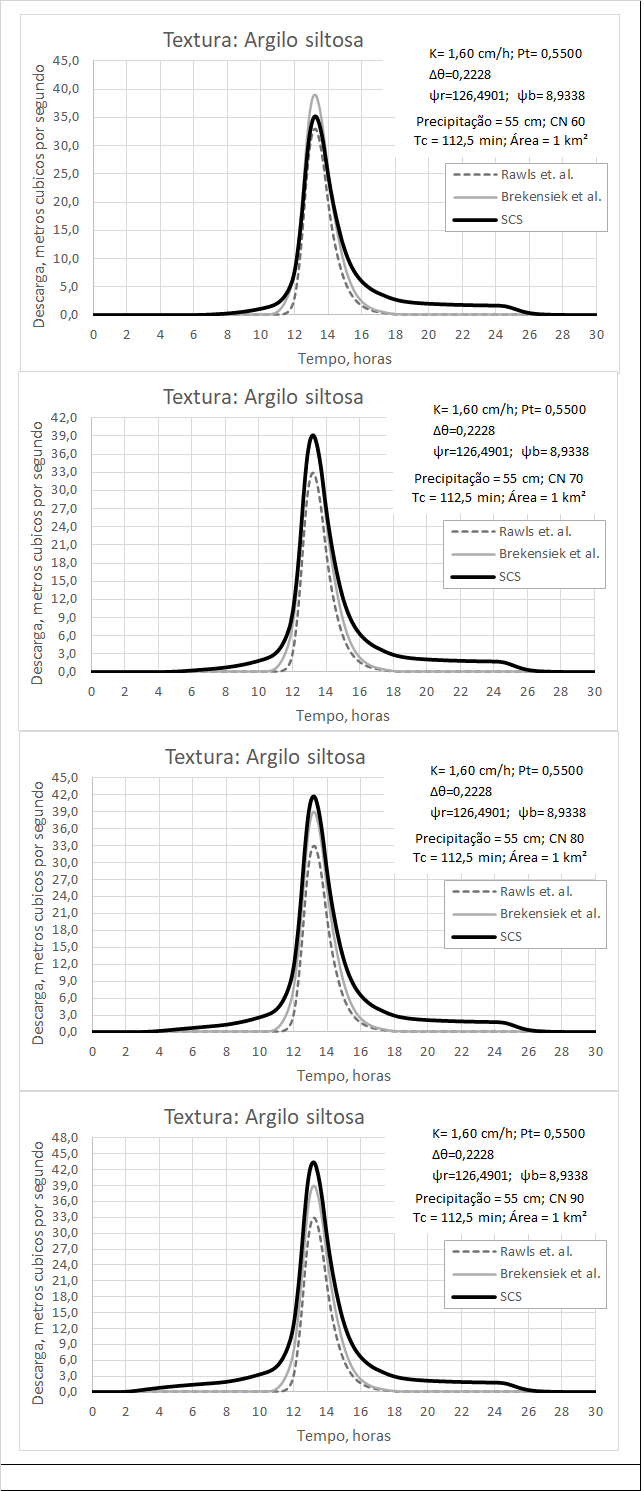 Textura: Argilo siltosa
K= 1,60 cm/h; Pt= 0,5500
Δθ=0,2228
ψr=126,4901; ψb= 8,9338
Precipitação = 55 cm; CN 60
Tc = 112,5 min; Área = 1 km²
Rawls et. al.
Brekensiek et al.
SCS
Descarga, metros cubicos por segundo
45,0
40,0
35,0
30,0
25,0
20,0
15,0
10,0
5,0
0,0
0 2 4 6 8 10 12 14 16 18 20 22 24 26 28 30
Tempo, horas
Textura: Argilo siltosa
K= 1,60 cm/h; Pt= 0,5500
Δθ=0,2228
ψr=126,4901; ψb= 8,9338
Precipitação = 55 cm; CN 70
Tc = 112,5 min; Área = 1 km²
Rawls et. al.
Brekensiek et al.
SCS
Descarga, metros cubicos por segundo
42,0
39,0
36,0
33,0
30,0
27,0
24,0
21,0
18,0
15,0
12,0
9,0
6,0
3,0
0,0
0 2 4 6 8 10 12 14 16 18 20 22 24 26 28 30
Tempo, horas
Textura: Argilo siltosa
K= 1,60 cm/h; Pt= 0,5500
Δθ=0,2228
ψr=126,4901; ψb= 8,9338
Precipitação = 55 cm; CN 80
Tc = 112,5 min; Área = 1 km²
Rawls et. al.
Brekensiek et al.
SCS
Descarga, metros cubicos por segundo
45,0
42,0
39,0
36,0
33,0
30,0
27,0
24,0
21,0
18,0
15,0
12,0
9,0
6,0
3,0
0,0
0 2 4 6 8 10 12 14 16 18 20 22 24 26 28 30
Tempo, horas
Textura: Argilo siltosa
K= 1,60 cm/h; Pt= 0,5500
Δθ=0,2228
ψr=126,4901; ψb= 8,9338
Precipitação = 55 cm; CN 90
Tc = 112,5 min; Área = 1 km²
Rawls et. al.
Brekensiek et al.
SCS
Descarga, metros cubicos por segundo
48,0
45,0
42,0
39,0
36,0
33,0
30,0
27,0
24,0
21,0
18,0
15,0
12,0
9,0
6,0
3,0
0,0
0 2 4 6 8 10 12 14 16 18 20 22 24 26 28 30
Tempo, horas